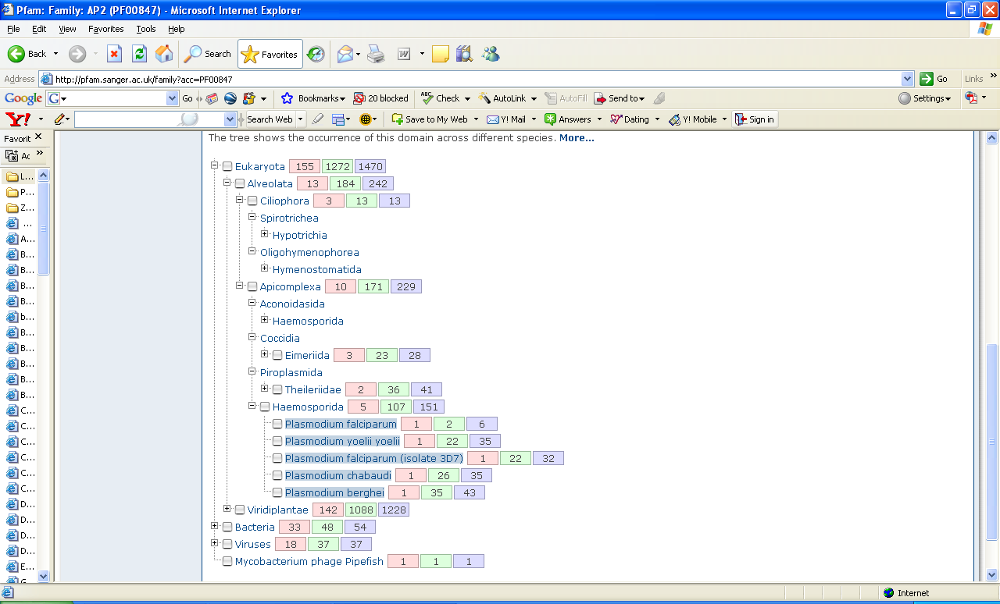 Pfam: Family: AP2 (PF00847) - Microsoft Internet Explorer
File Edit View Favorites Tools Help
Back Search Favorites
Address http://pfam.sanger.ac.uk/family?acc=PF00847 Go Links »
Google G Go Bookmarks 20 blocked ABC Check AutoLink AutoFill Send to Settings
Y! Search Web Save to My Web Y! Mail Answers Dating Y! Mobile Sign in
Favorit
Ac »
L...
P...
Z...
...
A...
B...
B...
B...
B...
b...
B...
B...
B...
B...
B...
C...
C...
C...
C...
C...
C...
D...
D...
D...
D...
E...
The tree shows the occurrence of this domain across different species. More...
Eukaryota 155 1272 1470
Alveolata 13 184 242
Ciliophora 3 13 13
Spirotrichea
Hypotrichia
Oligohymenophorea
Hymenostomatida
Apicomplexa 10 171 229
Aconoidasida
Haemosporida
Coccidia
Eimeriida 3 23 28
Piroplasmida
Theileriidae 2 36 41
Haemosporida 5 107 151
Plasmodium falciparum 1 2 6
Plasmodium yoelii yoelii 1 22 35
Plasmodium falciparum (isolate 3D7) 1 22 32
Plasmodium chabaudi 1 26 35
Plasmodium berghei 1 35 43
Viridiplantae 142 1088 1228
Bacteria 33 48 54
Viruses 18 37 37
Mycobacterium phage Pipefish 1 1 1
Internet